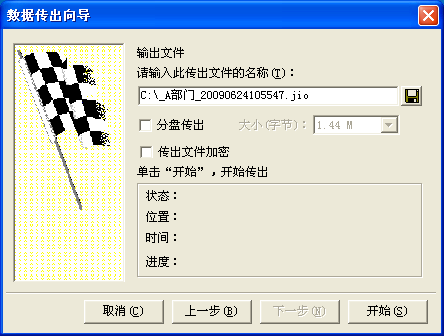 数据传出向导
输出文件
请输入此传出文件的名称(T)：
C:\_A部门_20090624105547.jio
分盘传出 大小(字节)： 1.44 M
传出文件加密
单击“开始”，开始传出
状态：
位置：
时间：
进度：
取消(C) 上一步(B) 下一步(N) 开始(S)